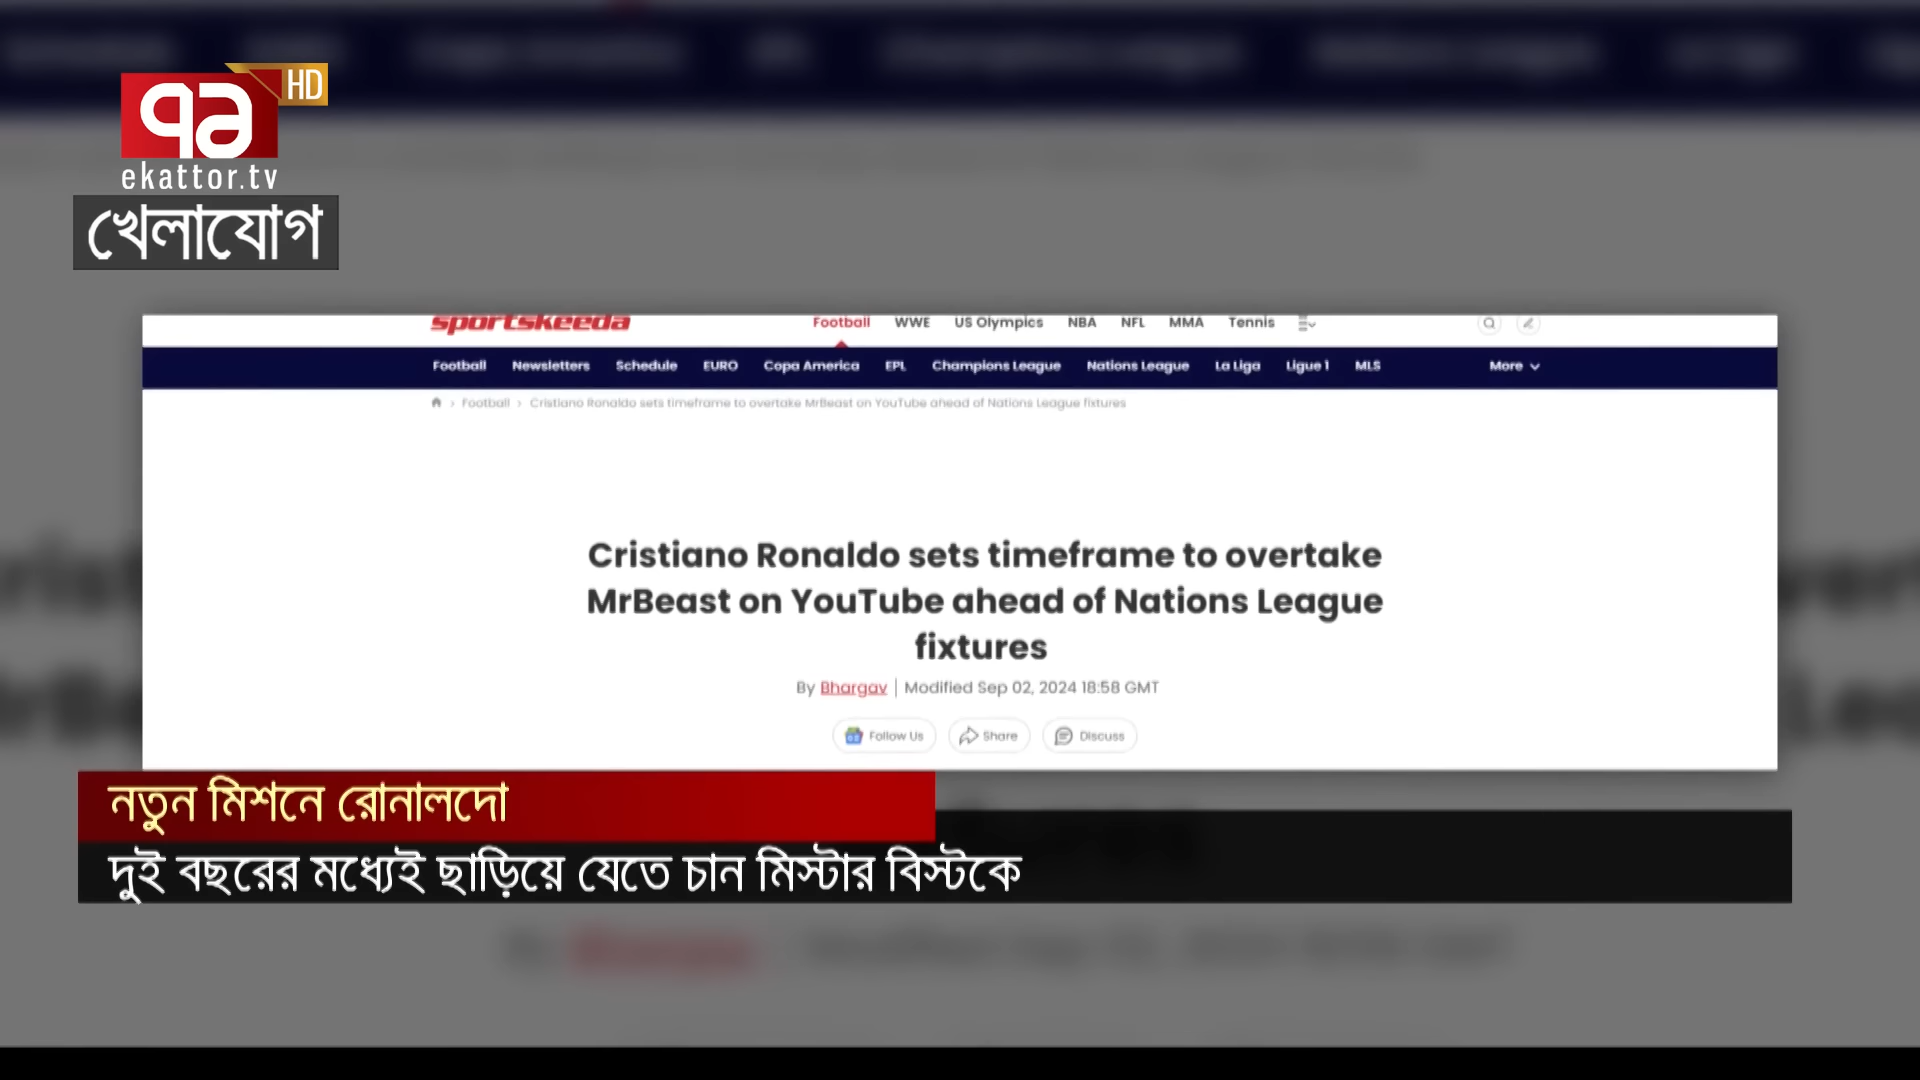 HD
৭১
ekattor.tv
খেলাযোগ
sportskeeda
Football WWE US Olympics NBA NFL MMA Tennis
Football Newsletters Schedule EURO Copa America EPL Champions League Nations League La Liga Ligue 1 MLS More
Football > Cristiano Ronaldo sets timeframe to overtake MrBeast on YouTube ahead of Nations League fixtures
Cristiano Ronaldo sets timeframe to overtake
MrBeast on YouTube ahead of Nations League
fixtures
By Bhargav | Modified Sep 02, 2024 18:58 GMT
Follow Us Share Discuss
নতুন মিশনে রোনালদো
দুই বছরের মধ্যেই ছাড়িয়ে যেতে চান মিস্টার বিস্টকে